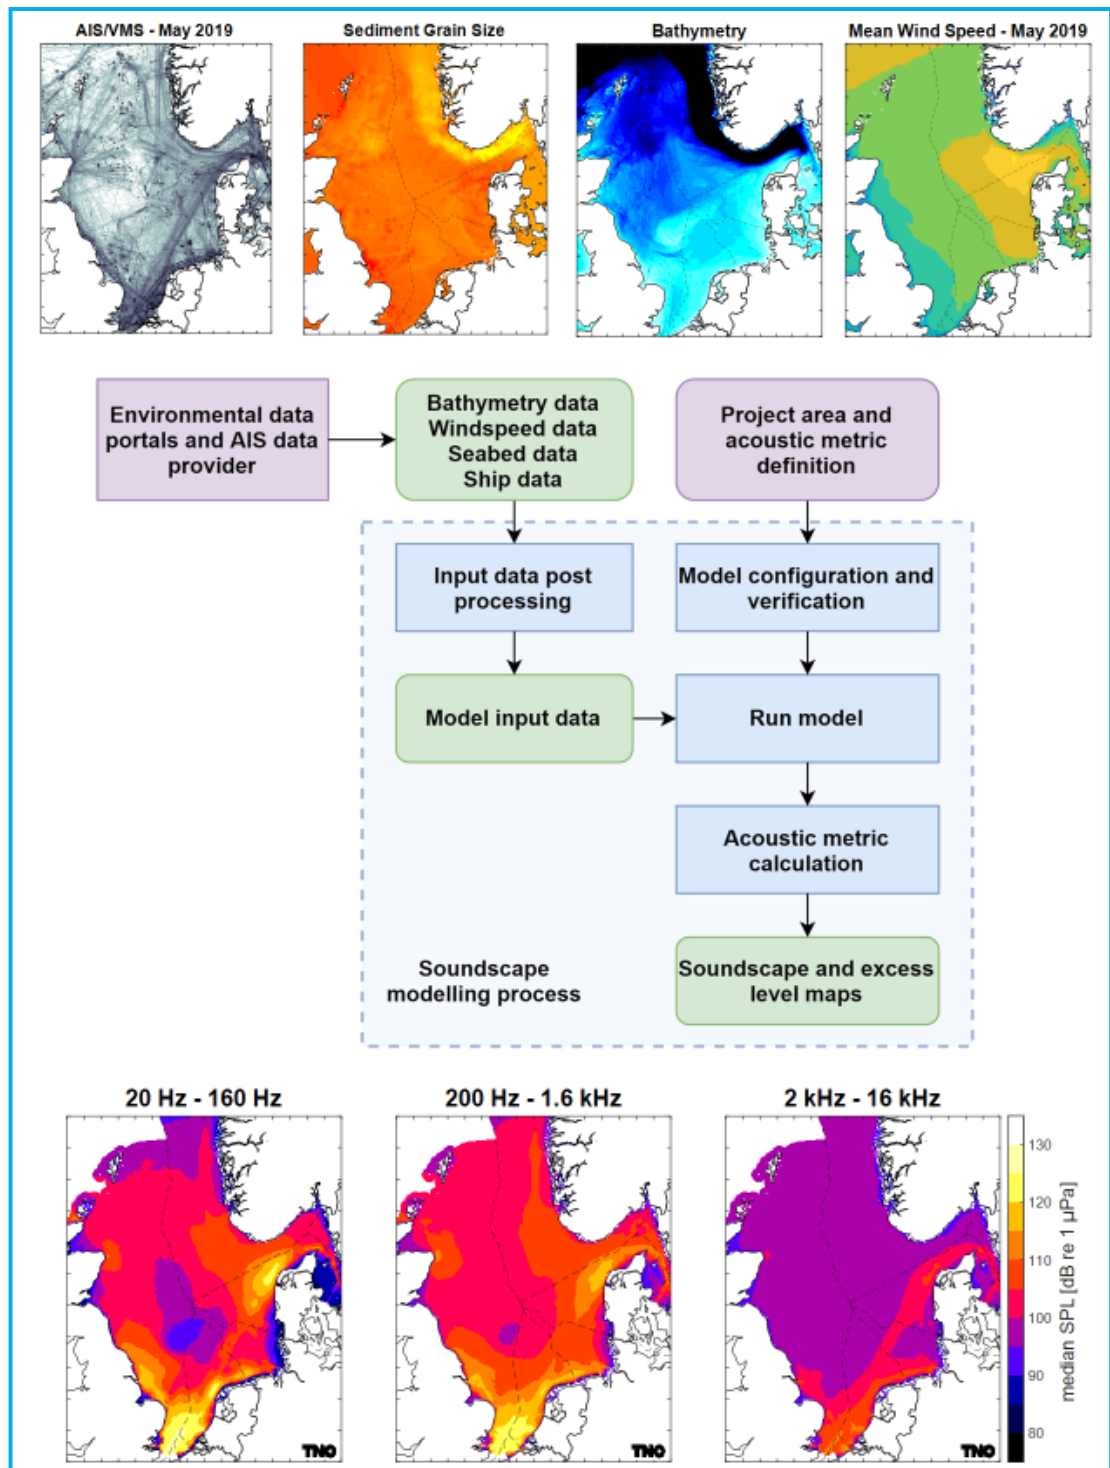 AIS/VMS - May 2019
Sediment Grain Size
Bathymetry
Mean Wind Speed - May 2019
Environmental data
portals and AIS data
provider
Bathymetry data
Windspeed data
Seabed data
Ship data
Project area and
acoustic metric
definition
Input data post
processing
Model configuration and
verification
Model input data
Run model
Acoustic metric
calculation
Soundscape
modelling process
Soundscape and excess
level maps
20 Hz - 160 Hz
200 Hz - 1.6 kHz
2 kHz - 16 kHz
130
120
110
100
90
80
median SPL [dB re 1 µPa]
TNO
TNO
TNO